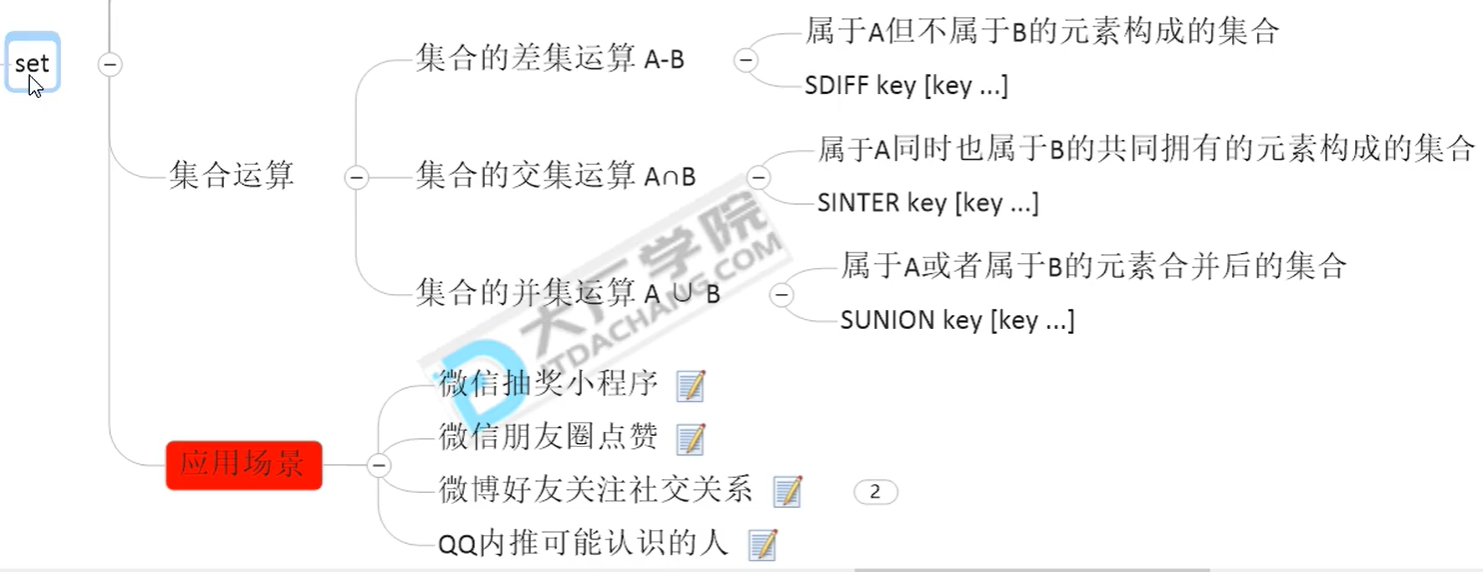 set
集合运算
集合的差集运算 A-B
属于A但不属于B的元素构成的集合
SDIFF key [key ...]
集合的交集运算 A∩B
属于A同时也属于B的共同拥有的元素构成的集合
SINTER key [key ...]
集合的并集运算 A ∪ B
属于A或者属于B的元素合并后的集合
SUNION key [key ...]
大厂学院
ITDACHANG.COM
应用场景
微信抽奖小程序
微信朋友圈点赞
微博好友关注社交关系
2
QQ内推可能认识的人